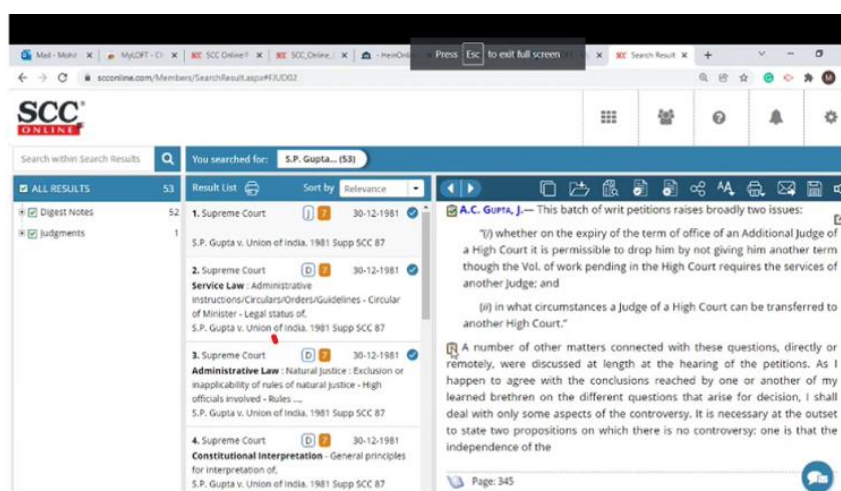 Press Esc to exit full screen
Mail - Mohit
MyLOFT - C
SCC Online
SCC_Online_
HeinOnli
Search Result
scconline.com/Members/SearchResult.aspx#FJUD02
SCC
ONLINE
Search within Search Results
You searched for: S.P. Gupta... (53)
ALL RESULTS 53
Digest Notes 52
Judgments 1
Result List Sort by Relevance
1. Supreme Court J 7 30-12-1981
S.P. Gupta v. Union of India. 1981 Supp SCC 87
2. Supreme Court D 7 30-12-1981
Service Law : Administrative
Instructions/Circulars/Orders/Guidelines - Circular
of Minister - Legal status of.
S.P. Gupta v. Union of India. 1981 Supp SCC 87
3. Supreme Court D 7 30-12-1981
Administrative Law : Natural Justice : Exclusion or
inapplicability of rules of natural justice - High
officials involved - Rules ....
S.P. Gupta v. Union of India. 1981 Supp SCC 87
4. Supreme Court D 7 30-12-1981
Constitutional Interpretation - General principles
for interpretation of.
S.P. Gupta v. Union of India. 1981 Supp SCC 87
A.C. GUPTA, J.— This batch of writ petitions raises broadly two issues:
"(i) whether on the expiry of the term of office of an Additional Judge of
a High Court it is permissible to drop him by not giving him another term
though the Vol. of work pending in the High Court requires the services of
another Judge; and
(ii) in what circumstances a Judge of a High Court can be transferred to
another High Court."
A number of other matters connected with these questions, directly or
remotely, were discussed at length at the hearing of the petitions. As I
happen to agree with the conclusions reached by one or another of my
learned brethren on the different questions that arise for decision, I shall
deal with only some aspects of the controversy. It is necessary at the outset
to state two propositions on which there is no controversy: one is that the
independence of the
Page: 345